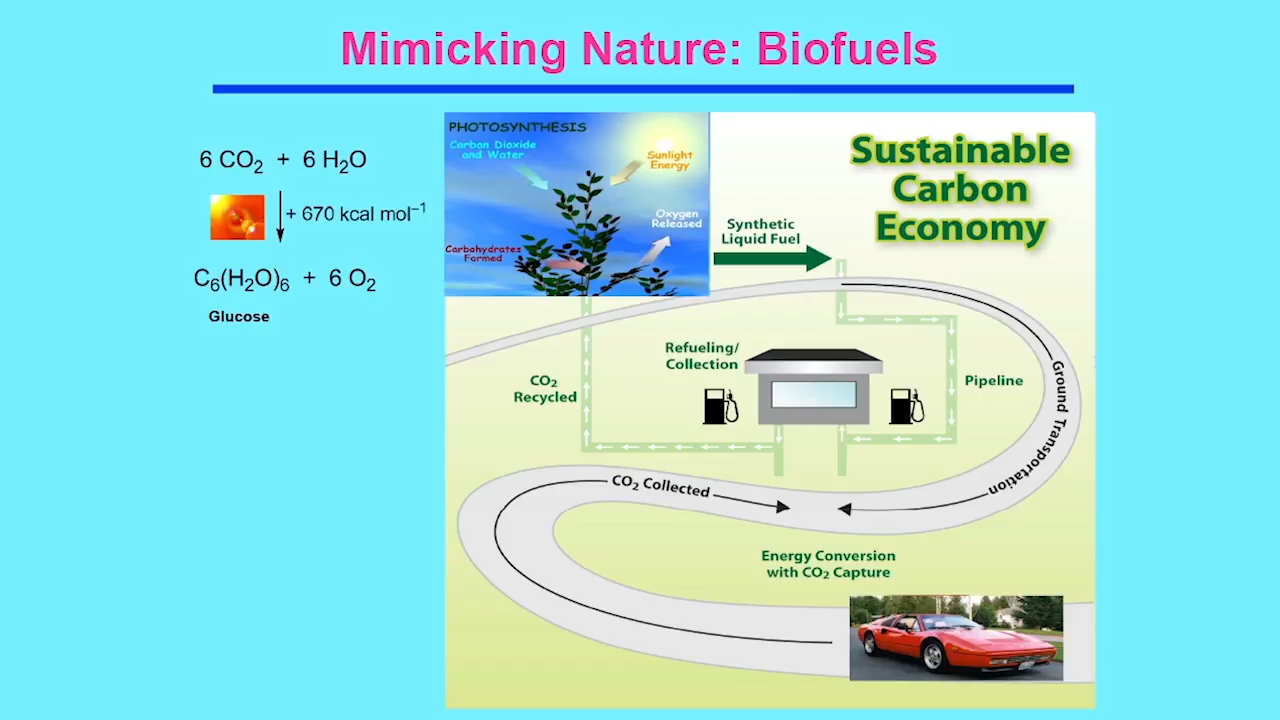 Mimicking Nature: Biofuels
6 CO₂ + 6 H₂O
+ 670 kcal mol⁻¹
C₆(H₂O)₆ + 6 O₂
Glucose
PHOTOSYNTHESIS
Carbon Dioxide
and Water
Sunlight
Energy
Oxygen
Released
Carbohydrates
Formed
Synthetic
Liquid Fuel
Sustainable
Carbon
Economy
Refueling/
Collection
CO₂
Recycled
Pipeline
Ground Transportation
CO₂ Collected
Energy Conversion
with CO₂ Capture